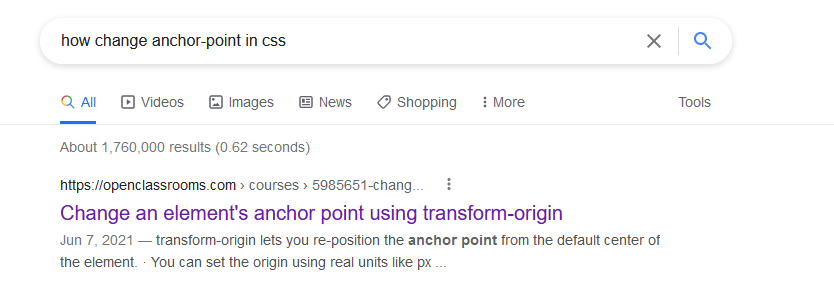 how change anchor-point in css
All Videos Images News Shopping More Tools
About 1,760,000 results (0.62 seconds)
https://openclassrooms.com › courses › 5985651-chang...
Change an element's anchor point using transform-origin
Jun 7, 2021 — transform-origin lets you re-position the anchor point from the default center of
the element. · You can set the origin using real units like px ...